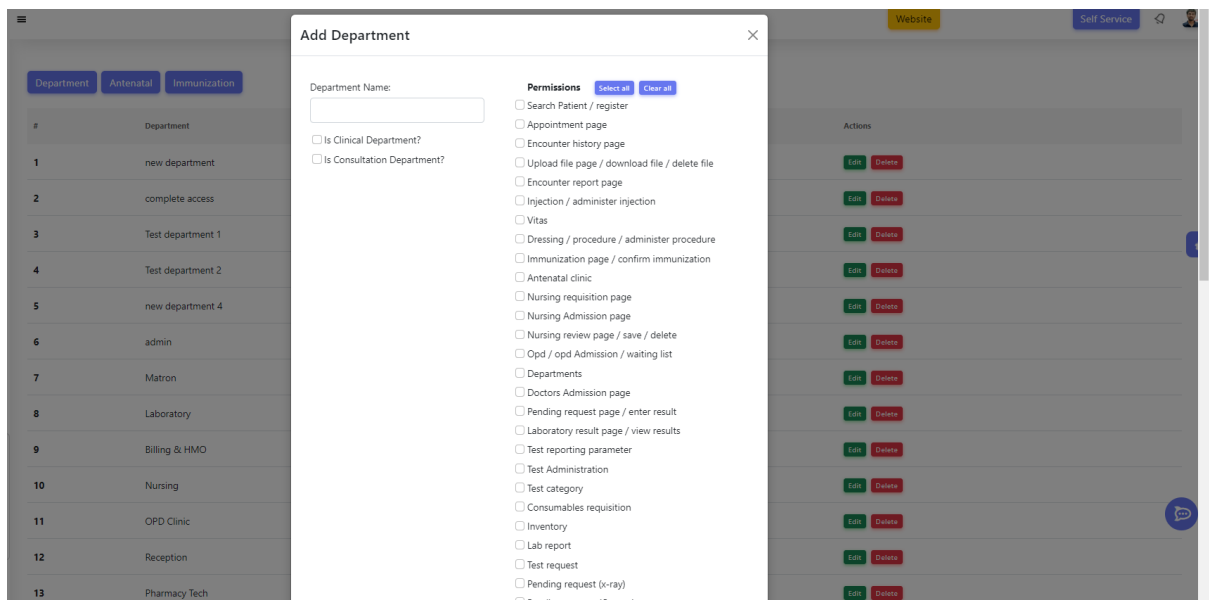 Website
Self Service
Add Department
Department
Antenatal
Immunization
#
Department
Actions
1 new department Edit Delete
2 complete access Edit Delete
3 Test department 1 Edit Delete
4 Test department 2 Edit Delete
5 new department 4 Edit Delete
6 admin Edit Delete
7 Matron Edit Delete
8 Laboratory Edit Delete
9 Billing & HMO Edit Delete
10 Nursing Edit Delete
11 OPD Clinic Edit Delete
12 Reception Edit Delete
13 Pharmacy Tech Edit Delete
Department Name:
Is Clinical Department?
Is Consultation Department?
Permissions Select all Clear all
Search Patient / register
Appointment page
Encounter history page
Upload file page / download file / delete file
Encounter report page
Injection / administer injection
Vitas
Dressing / procedure / administer procedure
Immunization page / confirm immunization
Antenatal clinic
Nursing requisition page
Nursing Admission page
Nursing review page / save / delete
Opd / opd Admission / waiting list
Departments
Doctors Admission page
Pending request page / enter result
Laboratory result page / view results
Test reporting parameter
Test Administration
Test category
Consumables requisition
Inventory
Lab report
Test request
Pending request (x-ray)